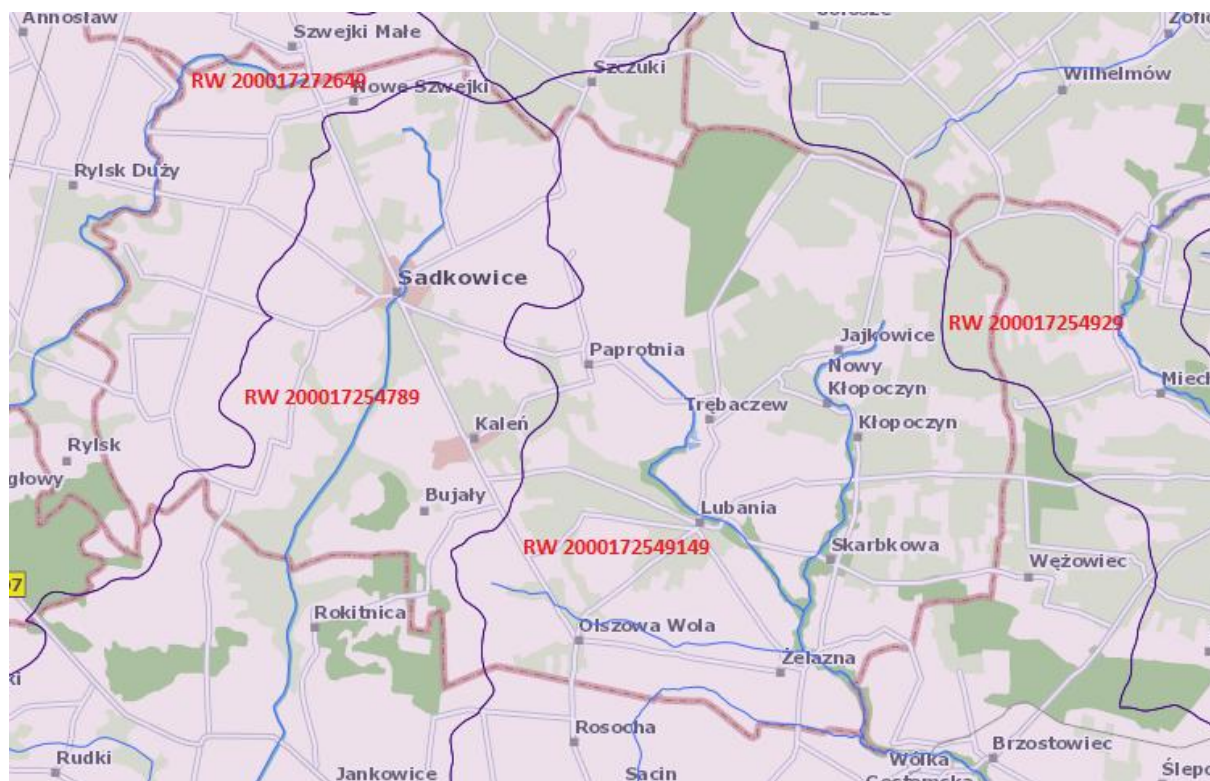 Annosław
Szwejki Małe
RW 200017272649
Nowe Szwejki
Szczuki
Wilhelmów
Rylsk Duży
Sadkowice
RW 200017254929
Jajkowice
Paprotnia
Nowy
Kłopoczyn
Miech
RW 200017254789
Trębaczew
Kłopoczyn
Kaleń
Rylsk
głowy
Bujały
Lubania
RW 2000172549149
Skarbkowa
Wężowiec
Rokitnica
Olszowa Wola
Żelazna
Rosocha
Brzostowiec
Rudki
Jankowice
Sacin
Wólka